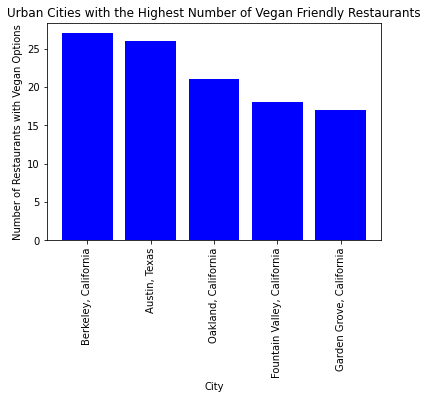 Urban Cities with the Highest Number of Vegan Friendly Restaurants
Number of Restaurants with Vegan Options
25
20
15
10
5
0
Berkeley, California
Austin, Texas
Oakland, California
Fountain Valley, California
Garden Grove, California
City